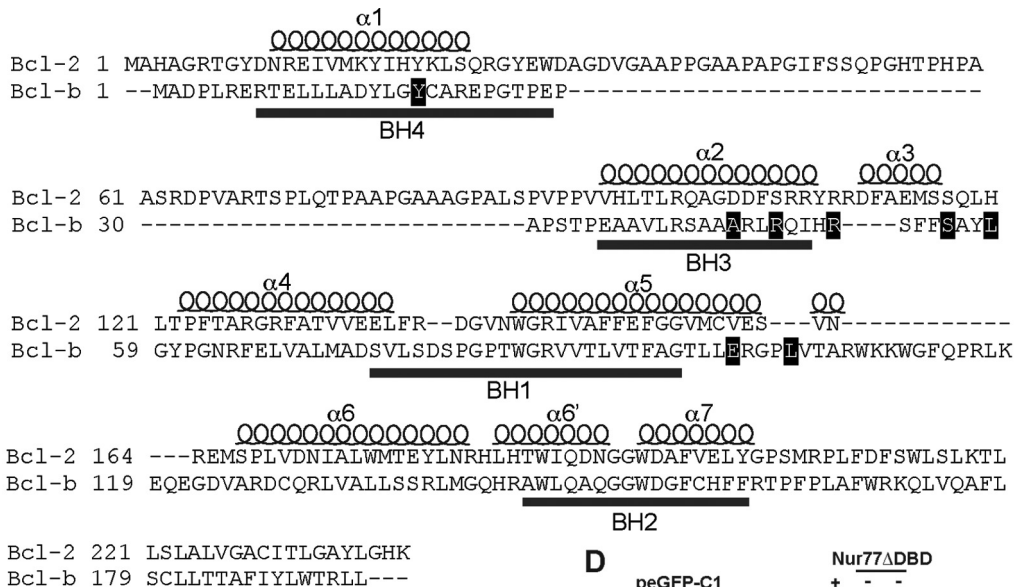 α1
Bcl-2 1 MAHAGRTGYDNREIVMKYIHYKLSQRGYEWDAGDVGAAPPGAAPAPGIFSSQPGHTPHPA
Bcl-b 1 --MADPLRERTELLLADYLGYCAREPGTPEP-----------------------------
BH4
α2 α3
Bcl-2 61 ASRDPVARTSPLQTPAAPGAAAGPALSPVPPVVHLTLRQAGDDFSRRYRRDFAEMSSQLH
Bcl-b 30 ---------------------------APSTPEAAVLRSAAARLRQIHR----SFFSAYL
BH3
α4 α5
Bcl-2 121 LTPFTARGRFATVVEELFR--DGVNWGRIVAFFEFGGVMCVES---VN------------
Bcl-b 59 GYPGNRFELVALMADSVLSDSPGPTWGRVVTLVTFAGTLLERGPLVTARWKKWGFQPRLK
BH1
α6 α6' α7
Bcl-2 164 ---REMSPLVDNIALWMTEYLNRHLHTWIQDNGGWDAFVELYGPSMRPLFDFSWLSLKTL
Bcl-b 119 EQEGDVARDCQRLVALLSSRLMGQHRAWLQAQGGWDGFCHFFRTPFPLAFWRKQLVQAFL
BH2
Bcl-2 221 LSLALVGACITLGAYLGHK
Bcl-b 179 SCLLTTAFIYLWTRLL---
D
Nur77ΔDBD
peGFP-C1 + - -